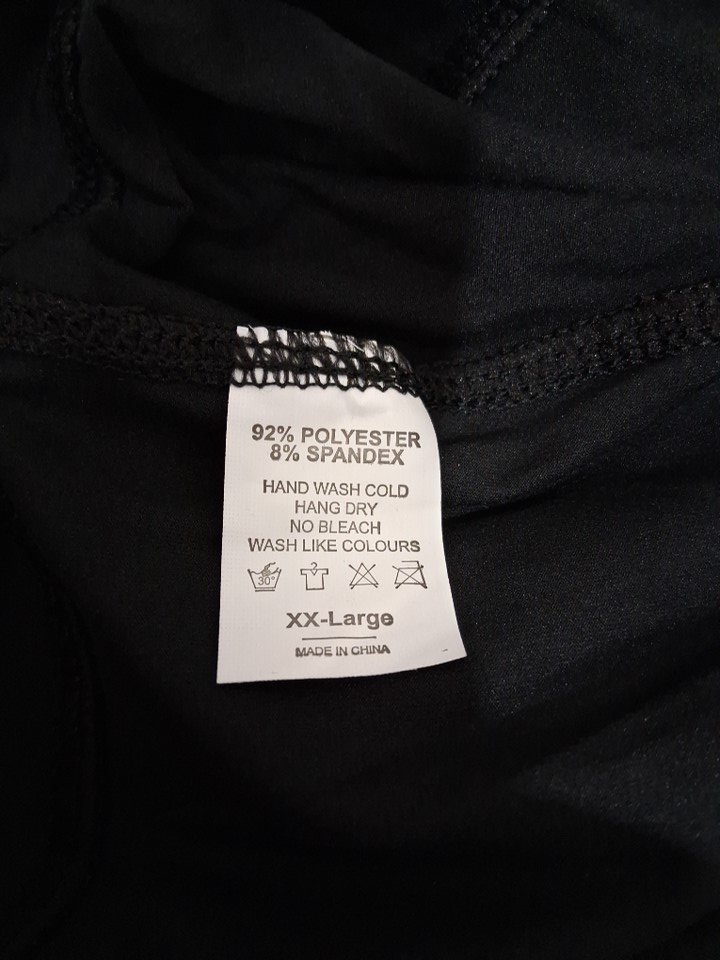 92% POLYESTER
8% SPANDEX
HAND WASH COLD
HANG DRY
NO BLEACH
WASH LIKE COLOURS
30°
XX-Large
MADE IN CHINA